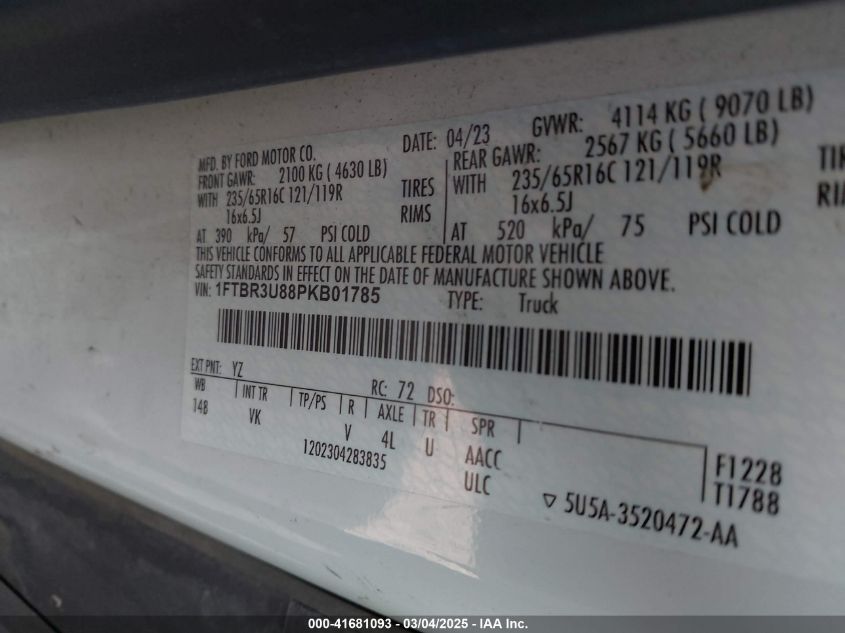 MFD. BY FORD MOTOR CO. DATE: 04/23 GVWR: 4114 KG ( 9070 LB)
FRONT GAWR: 2100 KG ( 4630 LB) REAR GAWR: 2567 KG ( 5660 LB)
WITH 235/65R16C 121/119R TIRES WITH 235/65R16C 121/119R
16x6.5J RIMS 16x6.5J
AT 390 kPa/ 57 PSI COLD AT 520 kPa/ 75 PSI COLD
THIS VEHICLE CONFORMS TO ALL APPLICABLE FEDERAL MOTOR VEHICLE
SAFETY STANDARDS IN EFFECT ON THE DATE OF MANUFACTURE SHOWN ABOVE.
VIN: 1FTBR3U88PKB01785 TYPE: Truck
EXT PNT: YZ RC: 72 DSO:
WB INT TR TP/PS R AXLE TR SPR
148 VK V 4L U AACC
1202304283835 ULC
F1228
T1788
5U5A-3520472-AA
000-41681093 - 03/04/2025 - IAAI.com